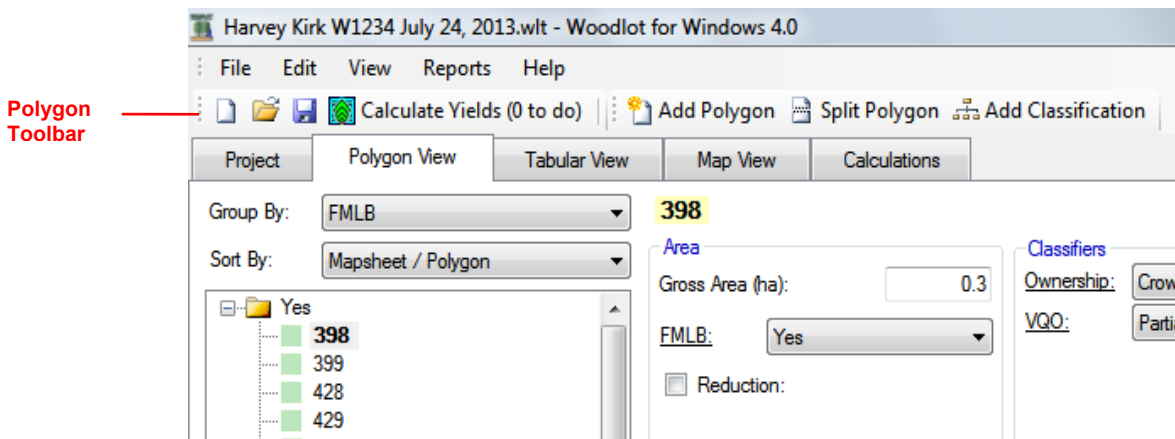 Harvey Kirk W1234 July 24, 2013.wlt - Woodlot for Windows 4.0
File Edit View Reports Help
Polygon
Toolbar
Calculate Yields (0 to do) Add Polygon Split Polygon Add Classification
Project Polygon View Tabular View Map View Calculations
Group By: FMLB
Sort By: Mapsheet / Polygon
Yes
398
399
428
429
398
Area
Gross Area (ha): 0.3
FMLB: Yes
Reduction:
Classifiers
Ownership: Crow
VQO: Parti